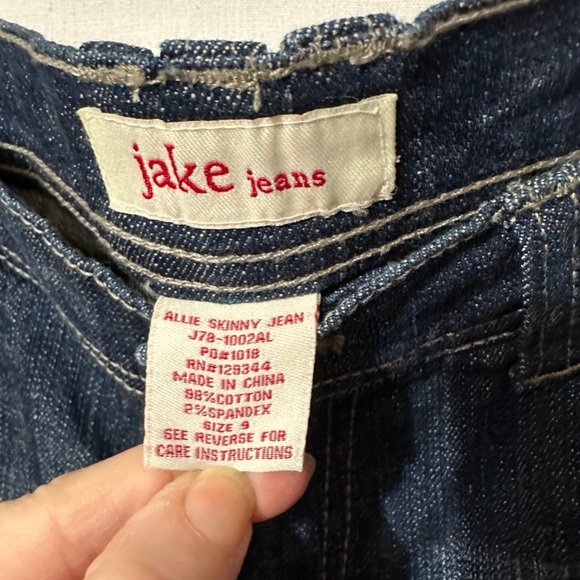 jake jeans
ALLIE SKINNY JEAN
J78-1002AL
PO#1018
RN#129344
MADE IN CHINA
98%COTTON
2%SPANDEX
SIZE 9
SEE REVERSE FOR
CARE INSTRUCTIONS